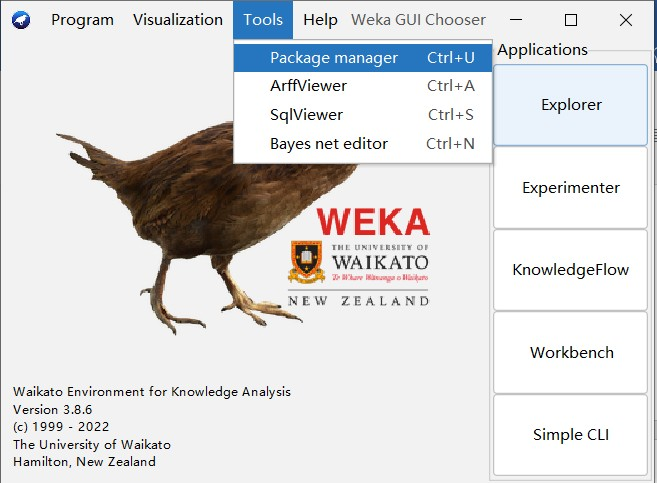 Program Visualization Tools Help Weka GUI Chooser
Package manager Ctrl+U
ArffViewer Ctrl+A
SqlViewer Ctrl+S
Bayes net editor Ctrl+N
Applications
Explorer
Experimenter
KnowledgeFlow
Workbench
Simple CLI
WEKA
THE UNIVERSITY OF
WAIKATO
Te Whare Wānanga o Waikato
NEW ZEALAND
Waikato Environment for Knowledge Analysis
Version 3.8.6
(c) 1999 - 2022
The University of Waikato
Hamilton, New Zealand